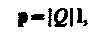 p = |Q| 1,